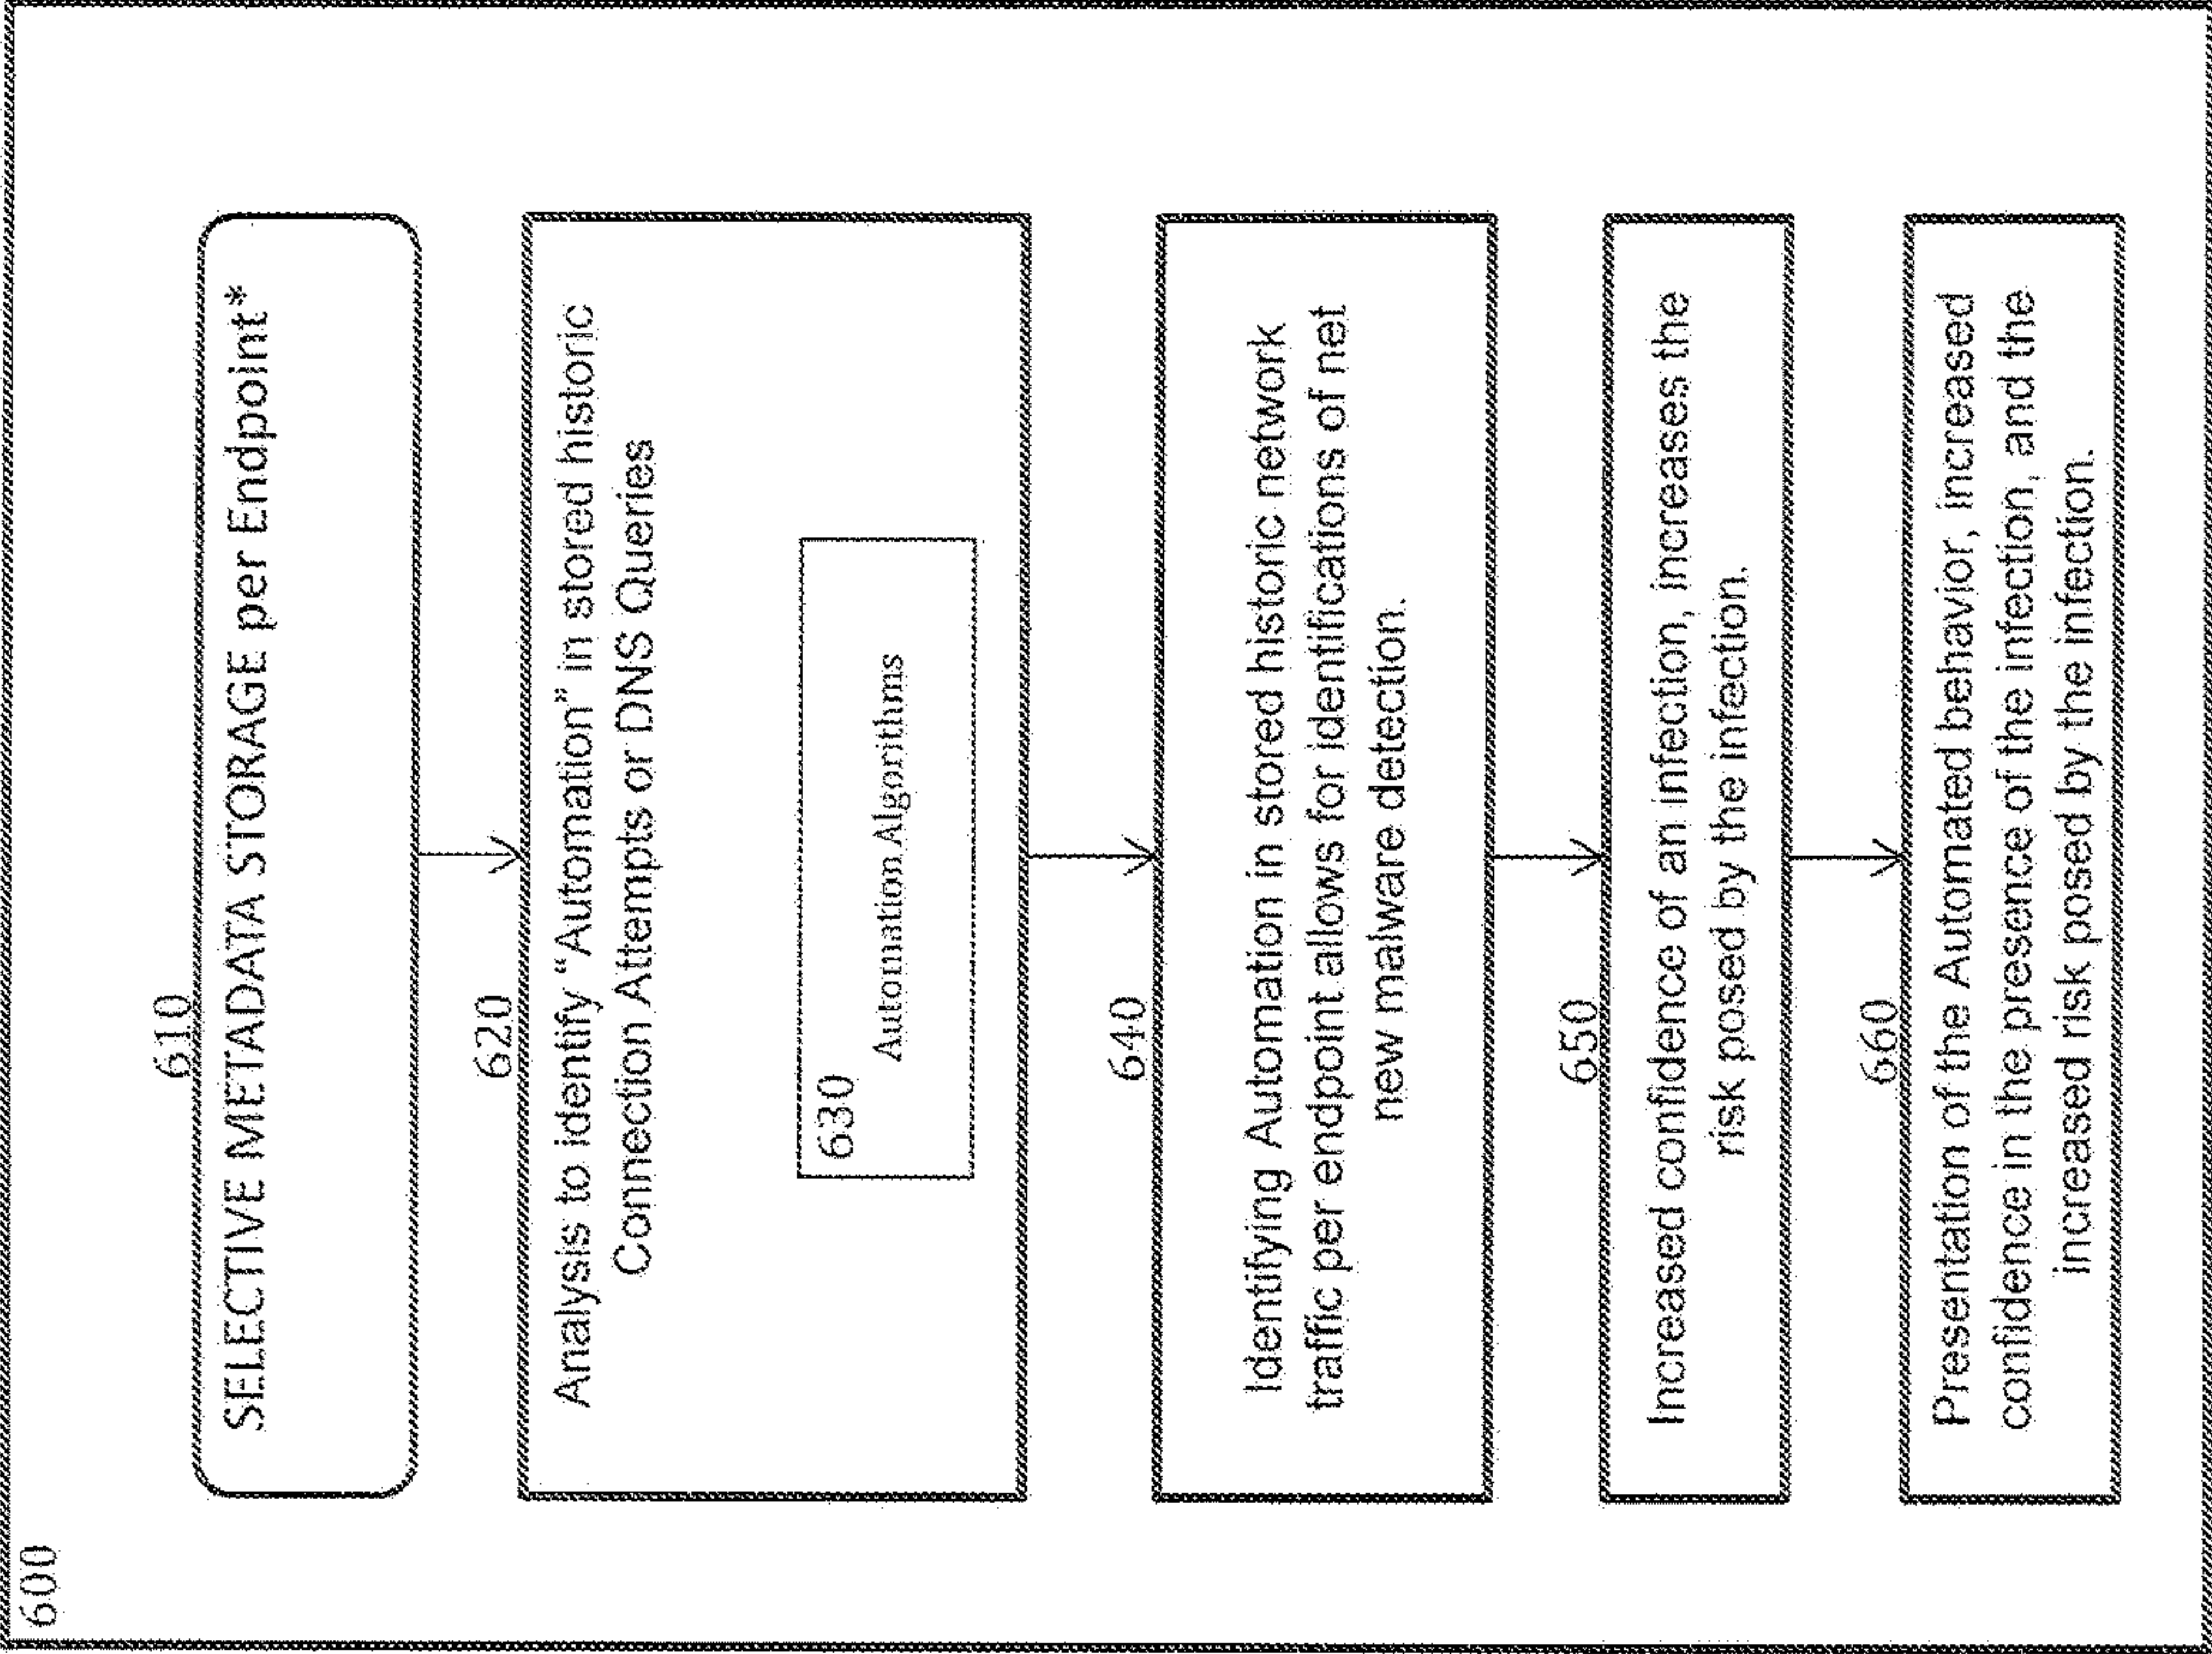 600
610
SELECTIVE METADATA STORAGE per Endpoint*
620
Analysis to identify “Automation” in stored historic
Connection Attempts or DNS Queries
630
Automation Algorithms
640
Identifying Automation in stored historic network
traffic per endpoint allows for identifications of net
new malware detection.
650
Increased confidence of an infection, increases the
risk posed by the infection.
660
Presentation of the Automated behavior, increased
confidence in the presence of the infection, and the
increased risk posed by the infection.